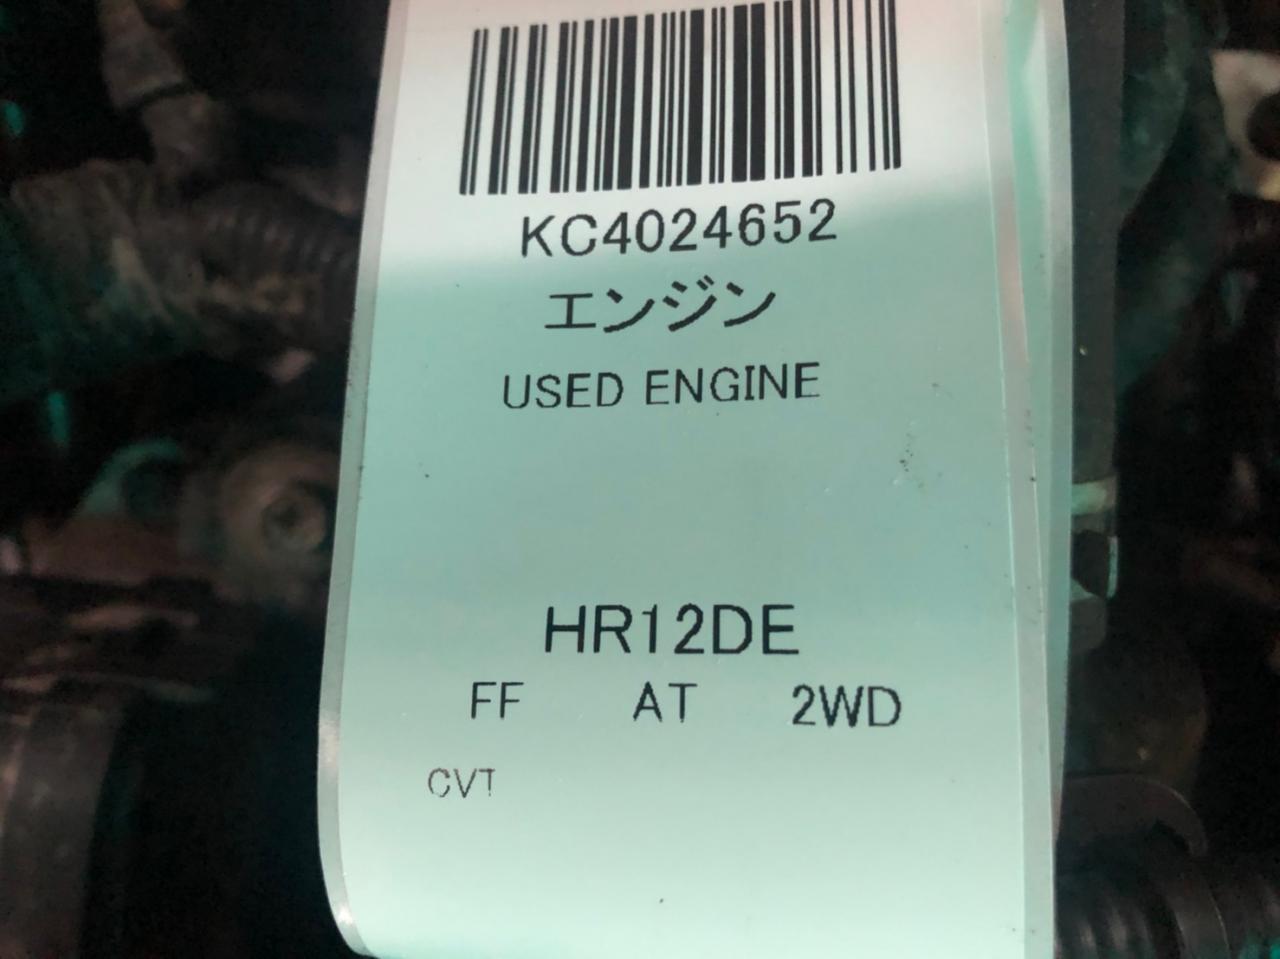 KC4024652
エンジン
USED ENGINE
HR12DE
FF AT 2WD
CVT